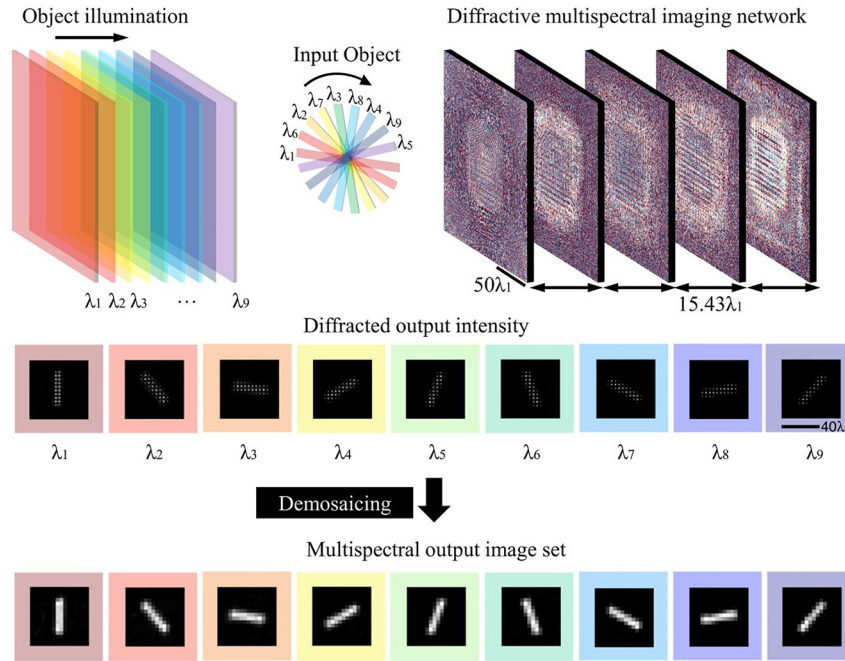 Object illumination
Diffractive multispectral imaging network
Input Object
λ3
λ8
λ7
λ4
λ2
λ9
λ6
λ5
λ1
50λ1
λ1 λ2 λ3 ... λ9
15.43λ1
Diffracted output intensity
40λ
λ1 λ2 λ3 λ4 λ5 λ6 λ7 λ8 λ9
Demosaicing
Multispectral output image set